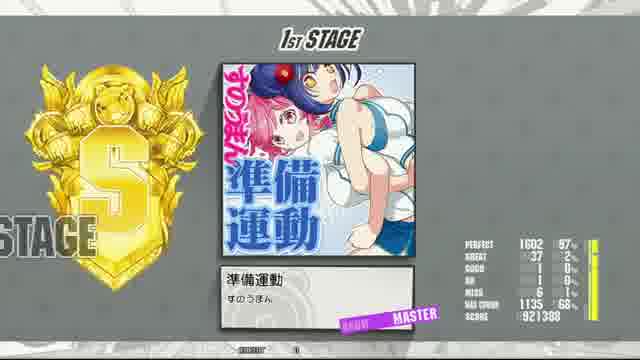 1ST STAGE
S
STAGE
すのうまん
準備
運動
準備運動
すのうまん
MASTER
PERFECT 1602 97%
GREAT 37 2%
GOOD 1 0%
1 0%
MISS 6 1%
MAX COMBO 1135 68%
SCORE 921388